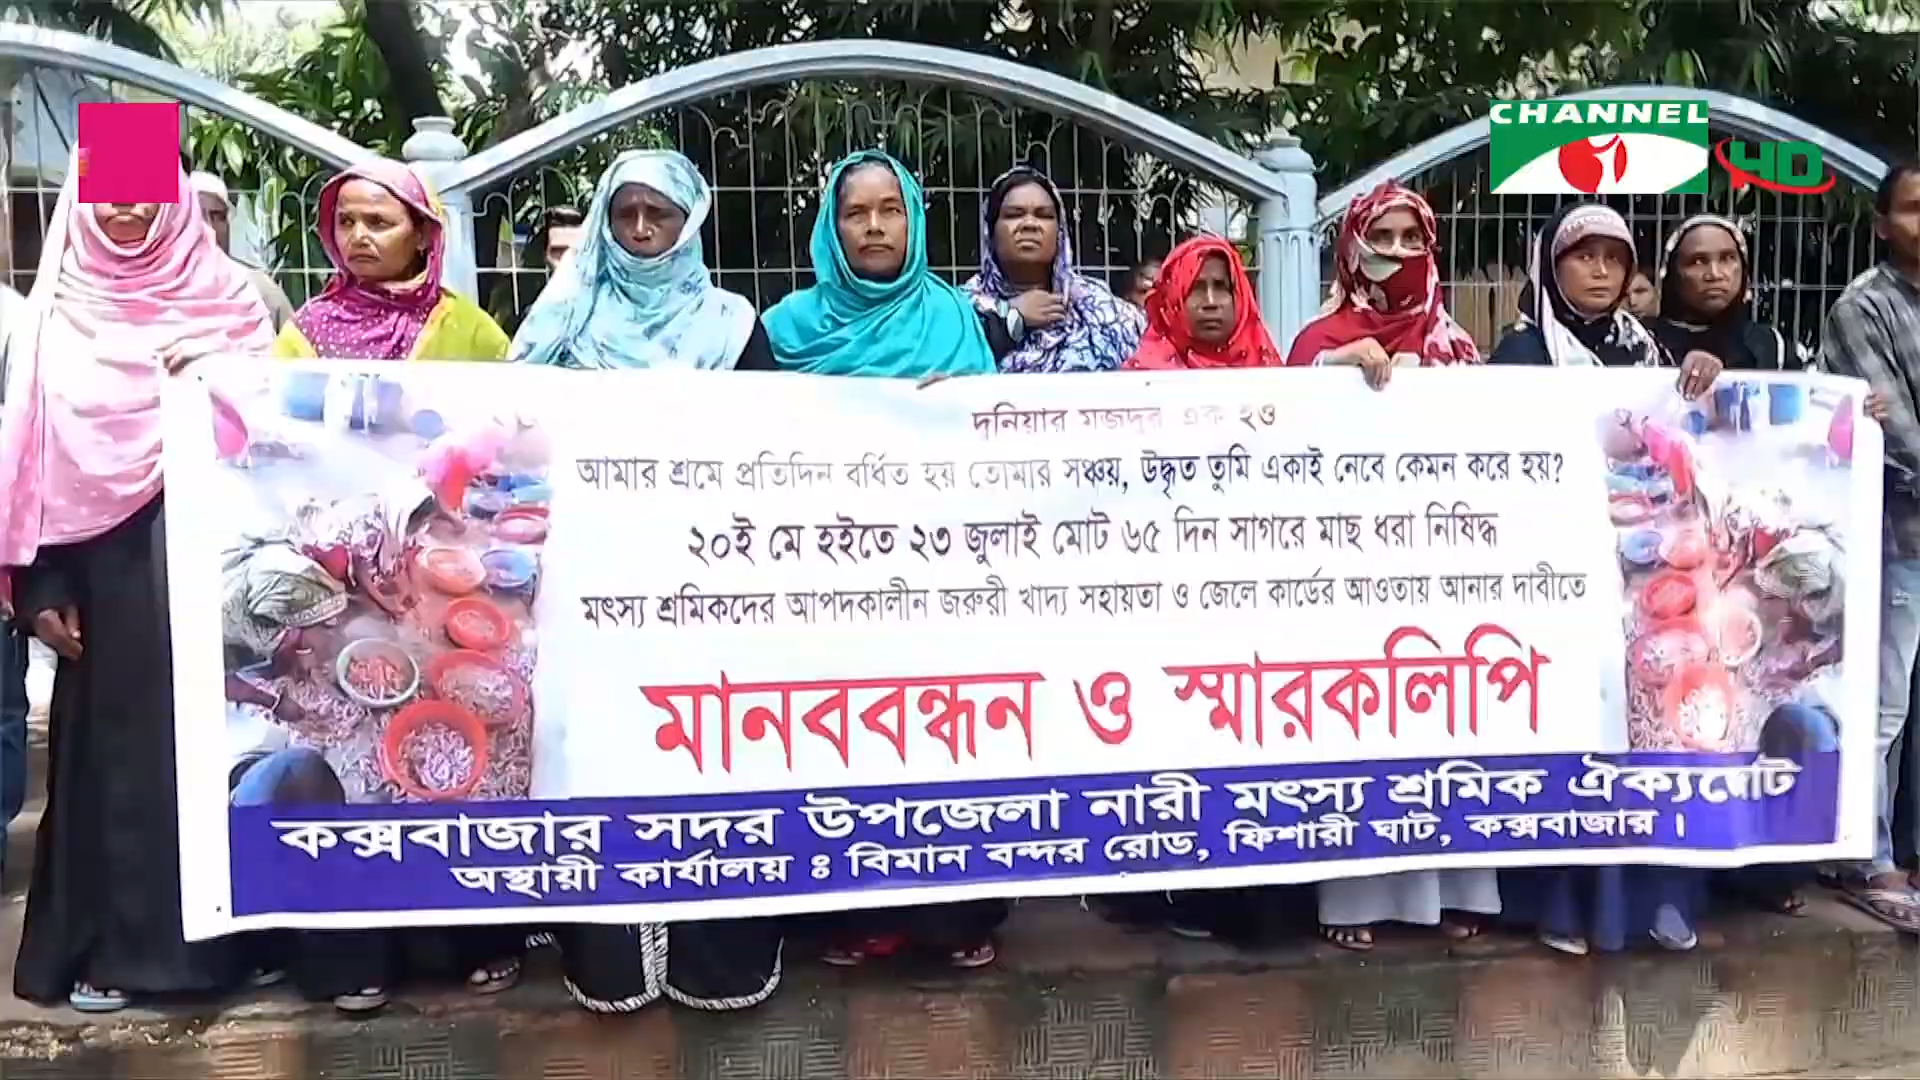 CHANNEL
HD
দুনিয়ার মজদুর এক হও
আমার শ্রমে প্রতিদিন বর্ধিত হয় তোমার সঞ্চয়, উদ্ধৃত তুমি একাই নেবে কেমন করে হয়?
২০ই মে হইতে ২৩ জুলাই মোট ৬৫ দিন সাগরে মাছ ধরা নিষিদ্ধ
মৎস্য শ্রমিকদের আপদকালীন জরুরী খাদ্য সহায়তা ও জেলে কার্ডের আওতায় আনার দাবীতে
মানববন্ধন ও স্মারকলিপি
কক্সবাজার সদর উপজেলা নারী মৎস্য শ্রমিক ঐক্যজোট
অস্থায়ী কার্যালয় ঃ বিমান বন্দর রোড, ফিশারী ঘাট, কক্সবাজার।